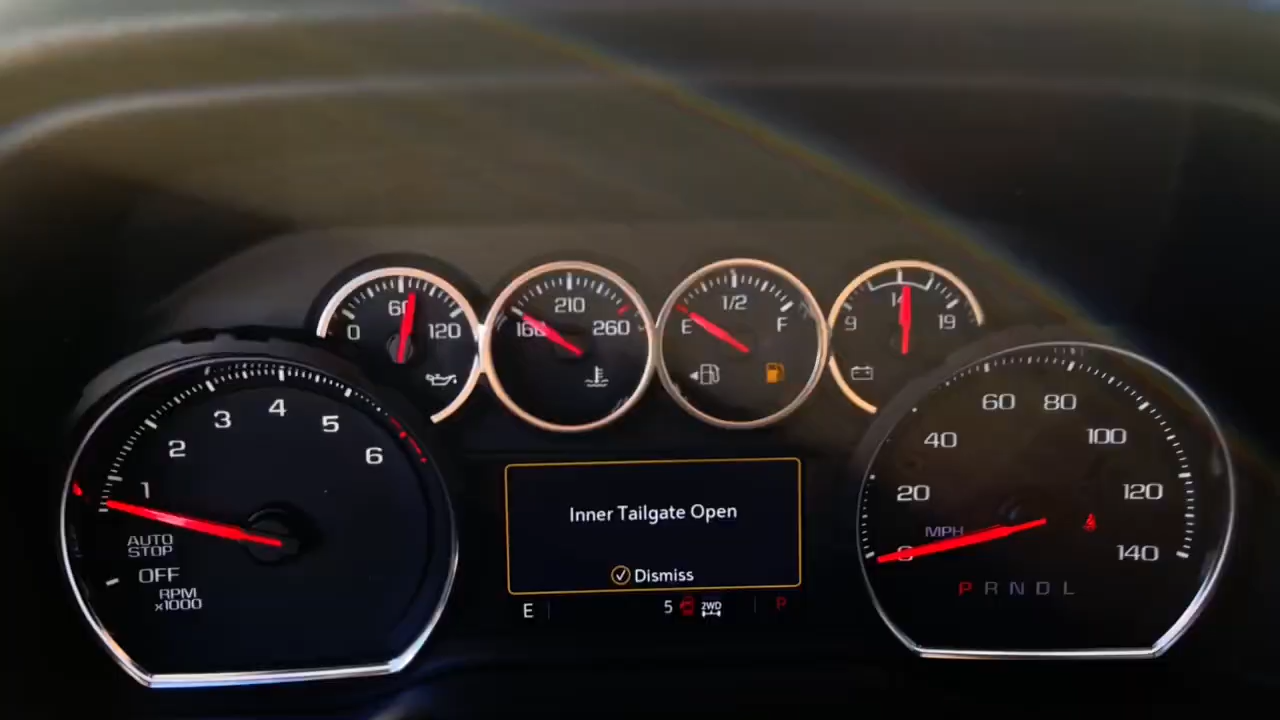 0 60 120
160 210 260
E 1/2 F
9 14 19
1 2 3 4 5 6
AUTO
STOP
OFF
RPM
x1000
Inner Tailgate Open
Dismiss
E 5 2WD P
0 20 40 60 80 100 120 140
MPH
P R N D L